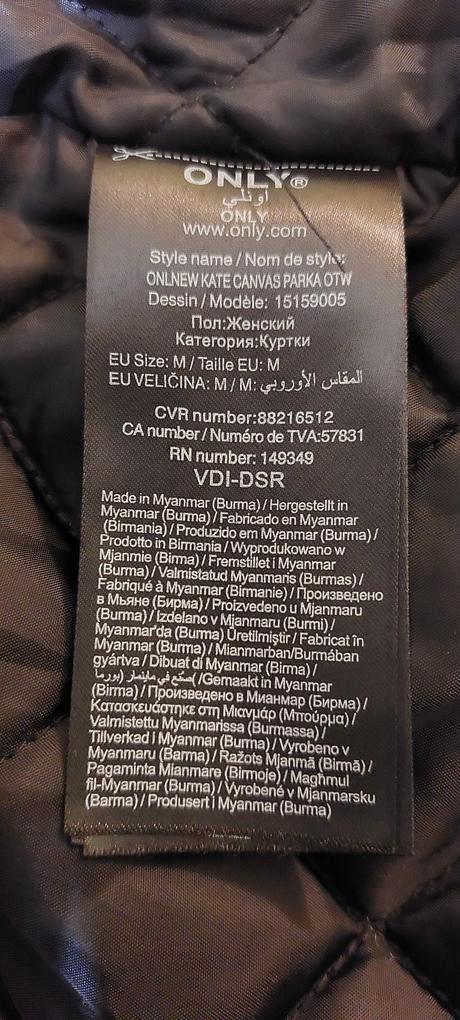 ONLY®
أونلي
ONLY
www.only.com
Style name / Nom de style:
ONLNEW KATE CANVAS PARKA OTW
Dessin / Modèle: 15159005
Пол:Женский
Категория:Куртки
EU Size: M / Taille EU: M
EU VELIČINA: M / M: المقاس الأوروبي
CVR number:88216512
CA number / Numéro de TVA:57831
RN number: 149349
VDI-DSR
Made in Myanmar (Burma) / Hergestellt in
Myanmar (Burma) / Fabricado en Myanmar
(Birmania) / Produzido em Myanmar (Burma) /
Prodotto in Birmania / Wyprodukowano w
Mjanmie (Birma) / Fremstillet i Myanmar
(Burma) / Valmistatud Myanmaris (Burmas) /
Fabriqué à Myanmar (Birmanie) / Произведено
в Мьяне (Бирма) / Proizvedeno u Mjanmaru
(Burma) / Izdelano v Mjanmaru (Burmi) /
Myanmar'da (Burma) Üretilmiştir / Fabricat în
Myanmar (Burma) / Mianmarban/Burmában
gyártva / Dibuat di Myanmar (Birma) /
صنع في ماينمار (بورما)/ /Gemaakt in Myanmar
(Birma) / Произведено в Мианмар (Бирма) /
Κατασκευάστηκε στη Μιανμάρ (Μπούρμα) /
Valmistettu Myanmarissa (Burmassa) /
Tillverkad i Myanmar (Burma) / Vyrobeno v
Myanmaru (Barma) / Ražots Mjanmā (Birmā) /
Pagaminta Mianmare (Birmoje) / Magħmul
fil-Myanmar (Burma) / Vyrobené v Mjanmarsku
(Barma) / Produsert i Myanmar (Burma)